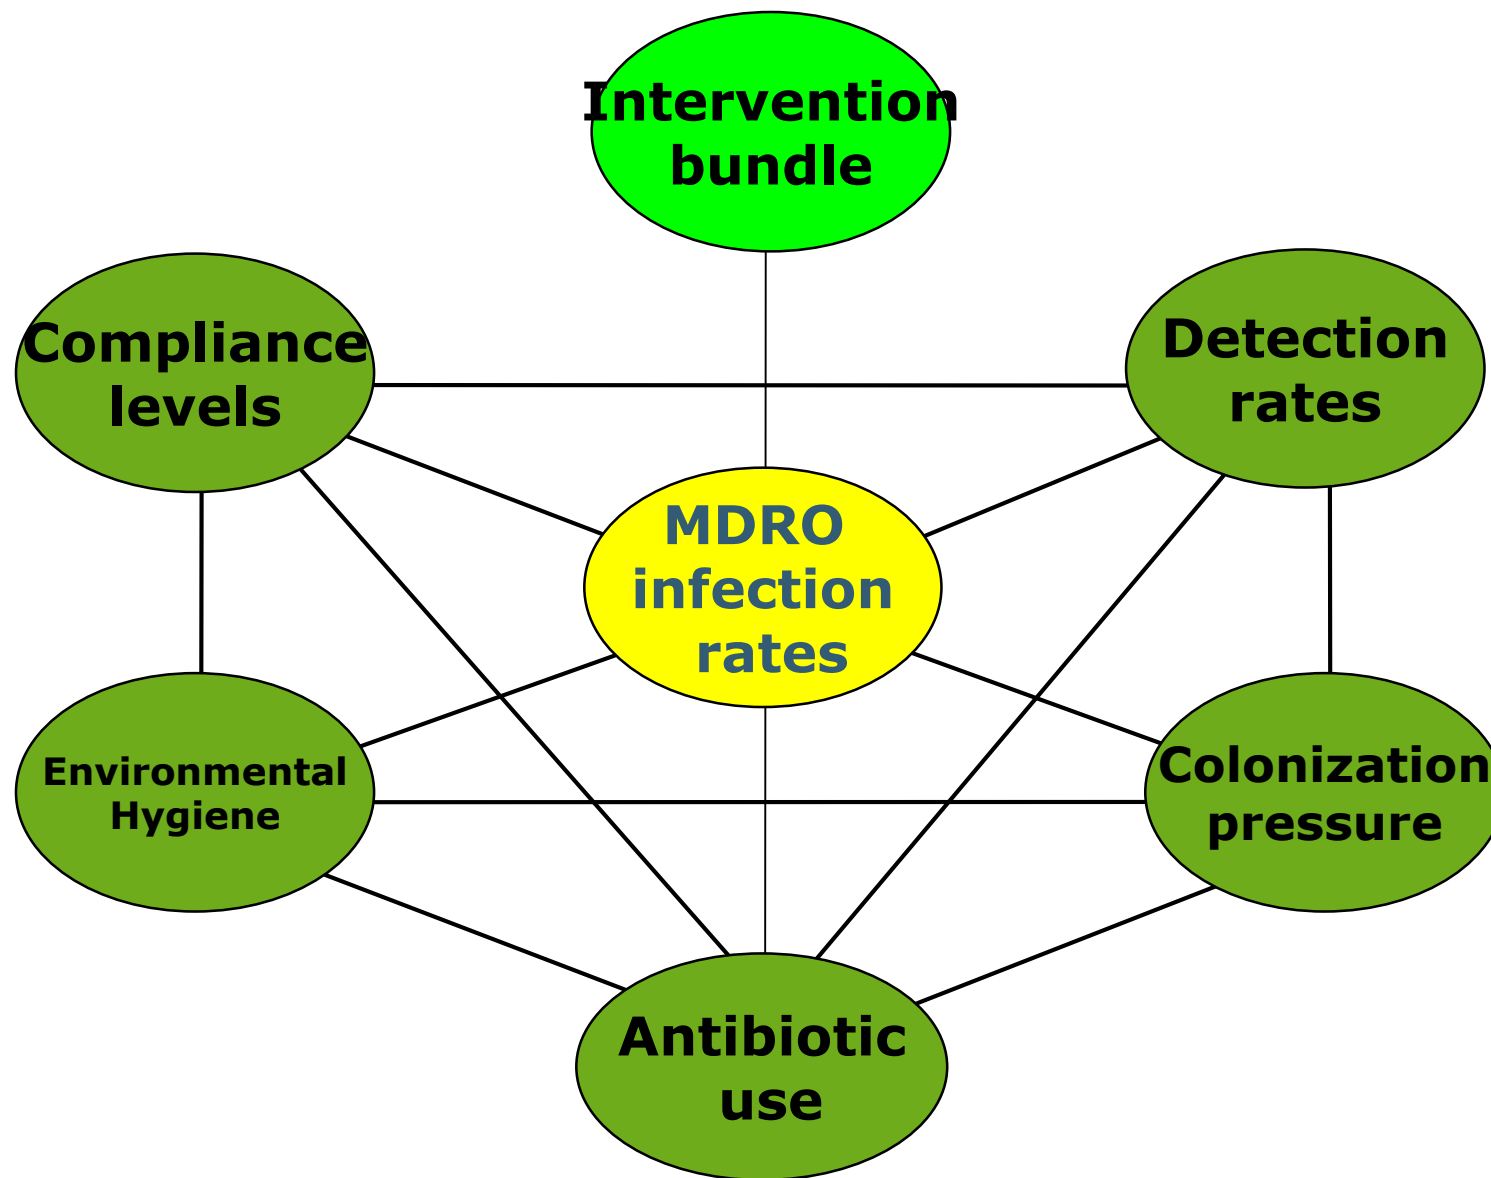 Intervention
bundle
Compliance
levels
Detection
rates
MDRO
infection
rates
Environmental
Hygiene
Colonization
pressure
Antibiotic
use